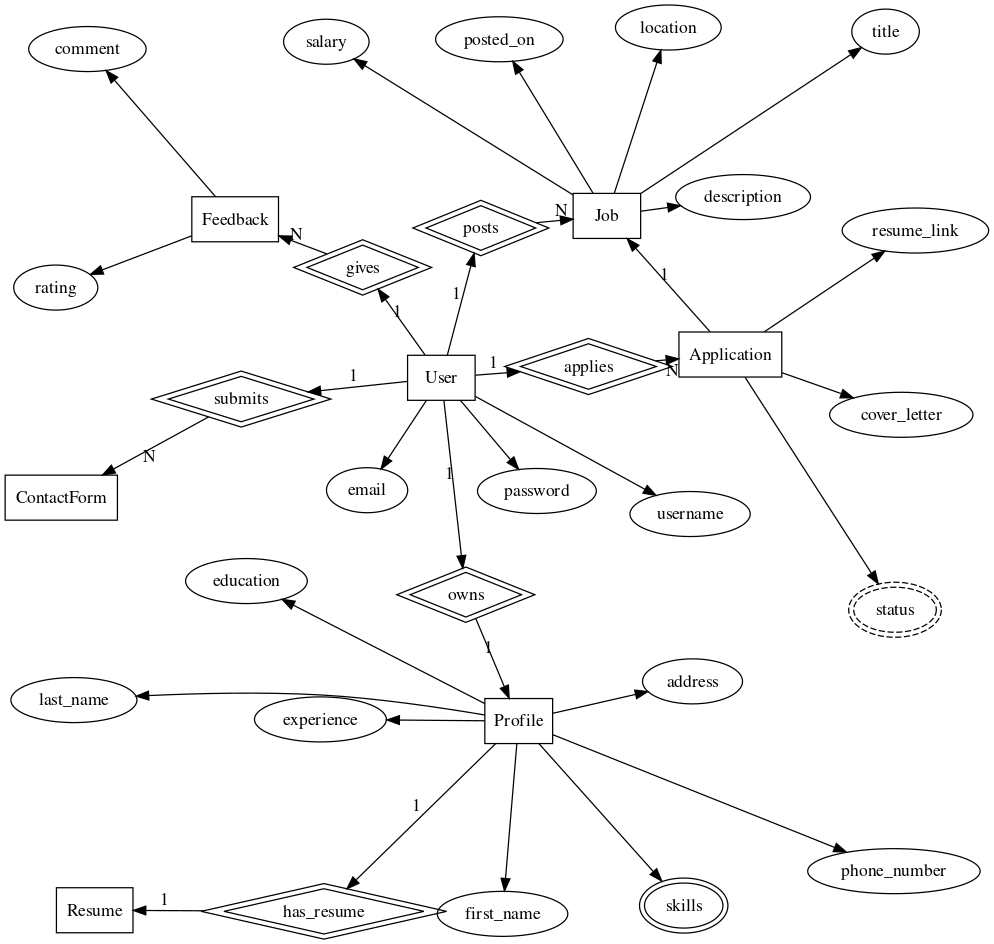 comment
salary
posted_on
location
title
Feedback
posts
N
Job
description
resume_link
N
gives
rating
1
1
1
Application
User
1
applies
N
1
1
submits
cover_letter
N
ContactForm
email
1
password
username
education
owns
status
1
address
last_name
experience
Profile
1
phone_number
Resume
1
has_resume
first_name
skills